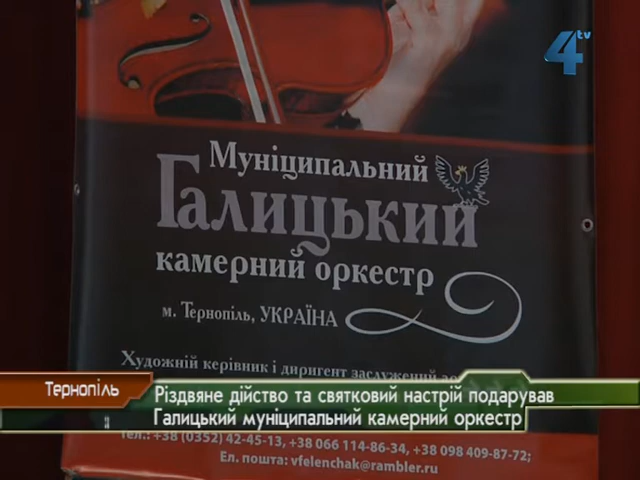 4 tv
Муніципальний
Галицький
камерний оркестр
м. Тернопіль, УКРАЇНА
Художній керівник і диригент заслужений
Тернопіль
Різдвяне дійство та святковий настрій подарував
Галицький муніципальний камерний оркестр
Тел.: +38 (0352) 42-45-13, +38 066 114-86-34, +38 098 409-87-72;
Ел. пошта: vfelenchak@rambler.ru